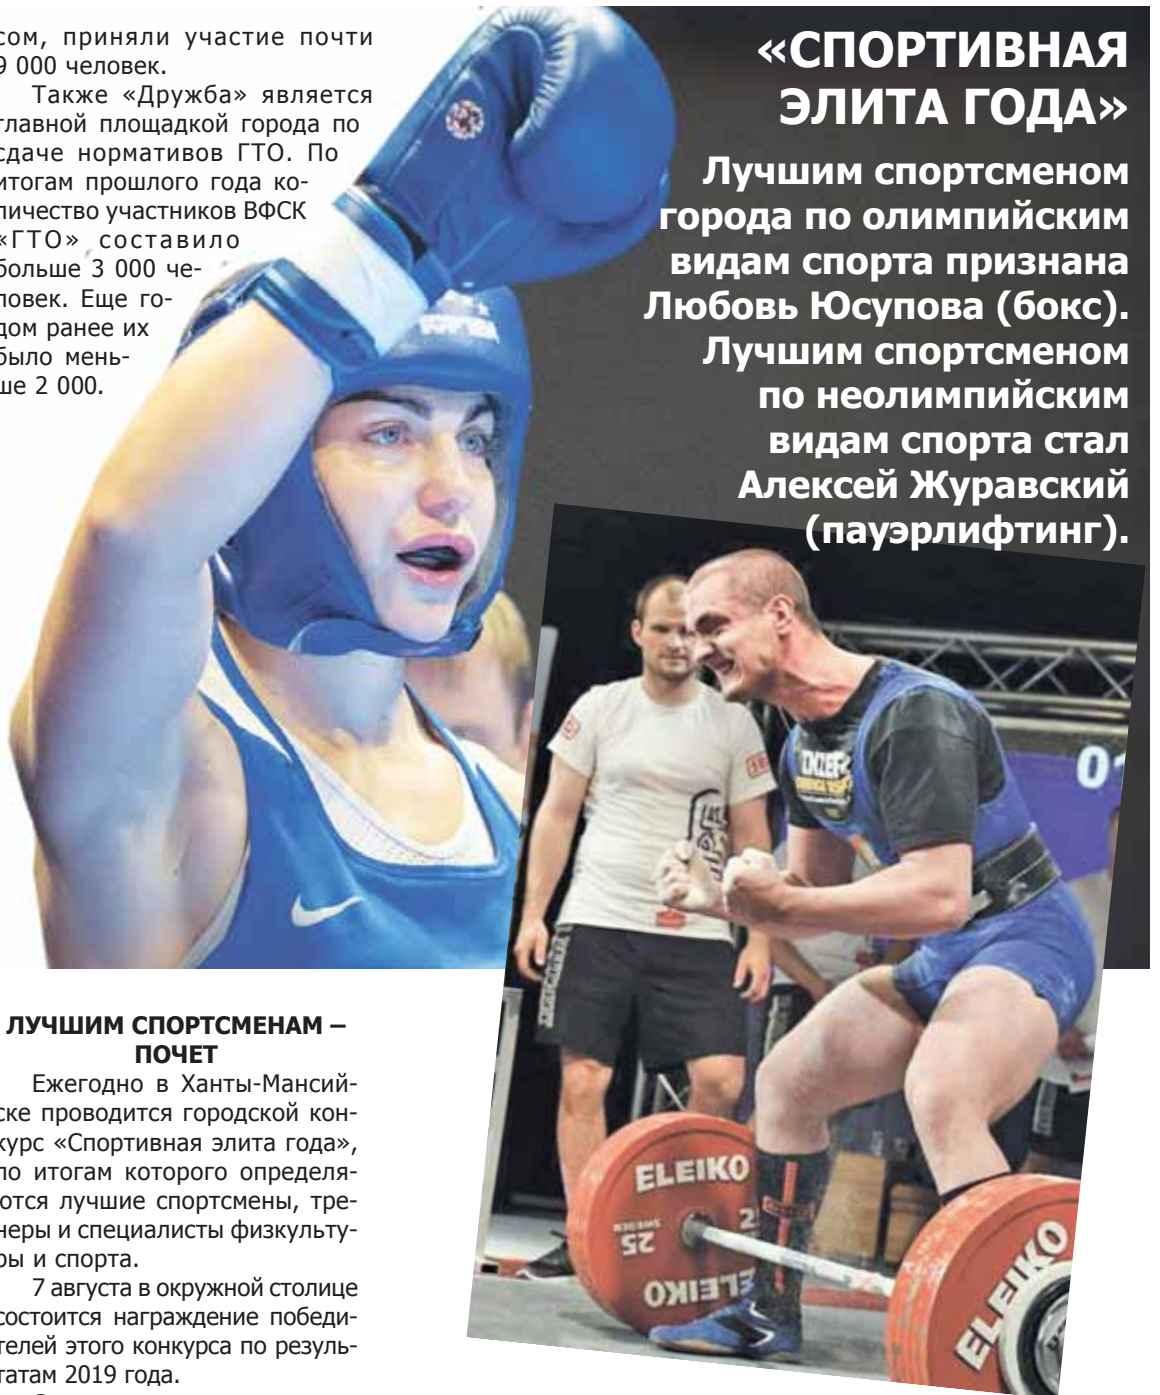 сом, приняли участие почти
9 000 человек.
Также «Дружба» является
главной площадкой города по
сдаче нормативов ГТО. По
итогам прошлого года ко-
личество участников ВФСК
«ГТО» составило
больше 3 000 че-
ловек. Еще го-
дом ранее их
было мень-
ше 2 000.
«СПОРТИВНАЯ
ЭЛИТА ГОДА»
Лучшим спортсменом
города по олимпийским
видам спорта признана
Любовь Юсупова (бокс).
Лучшим спортсменом
по неолимпийским
видам спорта стал
Алексей Журавский
(пауэрлифтинг).
ЛУЧШИМ СПОРТСМЕНАМ –
ПОЧЕТ
Ежегодно в Ханты-Мансий-
ске проводится городской кон-
курс «Спортивная элита года»,
по итогам которого определя-
ются лучшие спортсмены, тре-
неры и специалисты физкульту-
ры и спорта.
7 августа в окружной столице
состоится награждение победи-
телей этого конкурса по резуль-
татам 2019 года.
ELEIKO
SWEDEN
25
ELEIKO
ELEIKO